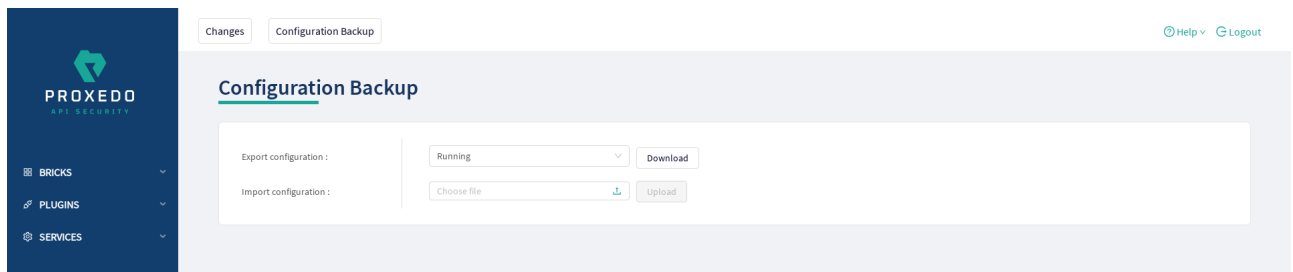 Changes
Configuration Backup
Help
Logout
PROXEDO
API SECURITY
BRICKS
PLUGINS
SERVICES
Configuration Backup
Export configuration :
Running
Download
Import configuration :
Choose file
Upload